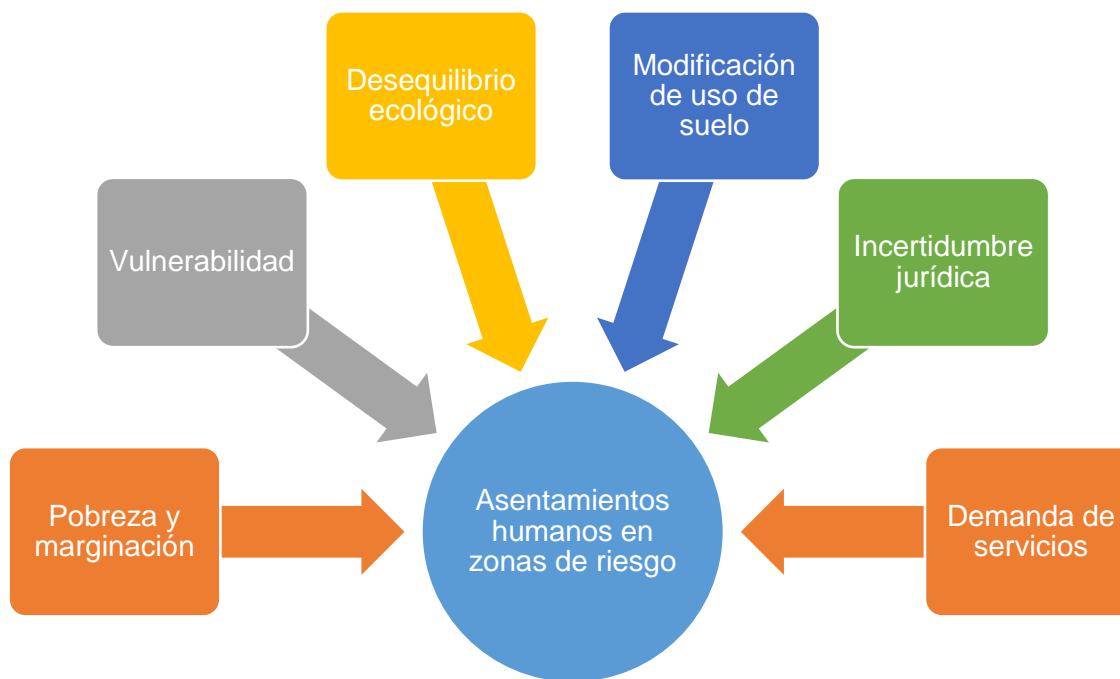 Desequilibrio
ecológico
Modificación
de uso de
suelo
Vulnerabilidad
Incertidumbre
jurídica
Pobreza y
marginación
Asentamientos
humanos en
zonas de riesgo
Demanda de
servicios